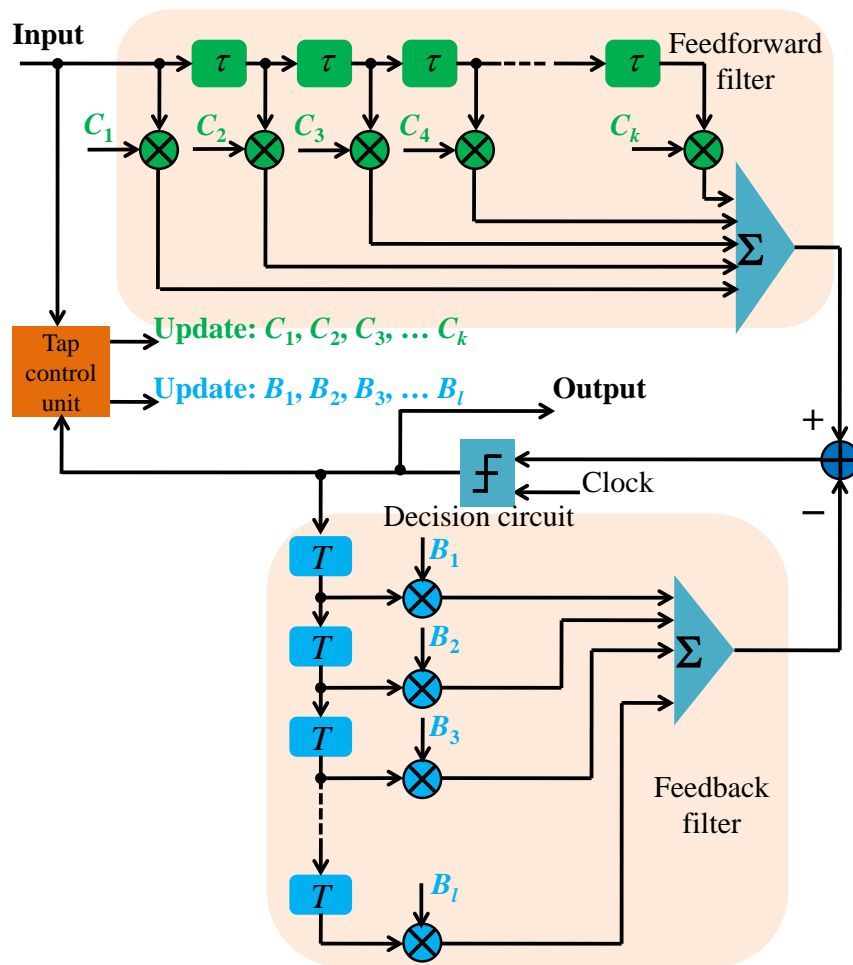 Input
τ τ τ τ
Feedforward
filter
C1 C2 C3 C4 Ck
Σ
Tap
control
unit
Update: C1, C2, C3, ... Ck
Update: B1, B2, B3, ... Bl
Output
+
Clock
−
Decision circuit
T
B1
T
B2
Σ
T
B3
Feedback
filter
T
Bl